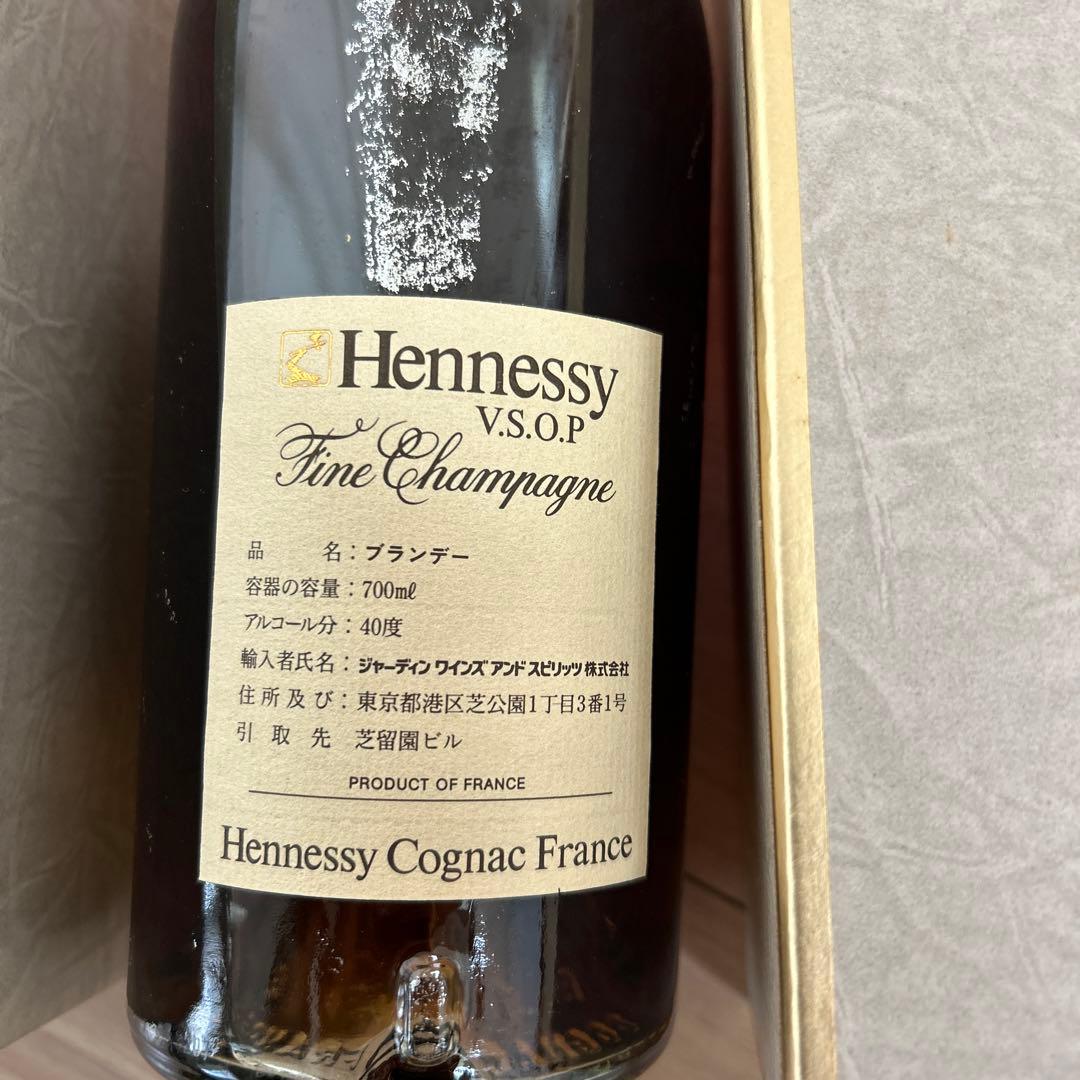 Hennessy
V.S.O.P
Fine Champagne
品名：ブランデー
容器の容量：700mℓ
アルコール分：40度
輸入者氏名：ジャーディン ワインズ アンド スピリッツ株式会社
住所及び：東京都港区芝公園1丁目3番1号
引取先 芝留園ビル
PRODUCT OF FRANCE
Hennessy Cognac France